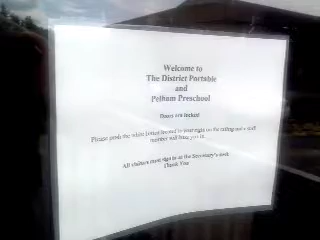 Welcome to
The District Portable
and
Pelham Preschool
Doors are locked
Please push the white button located to your right on the railing and a staff
member will buzz you in.
All visitors must sign in at the Secretary's desk
Thank You